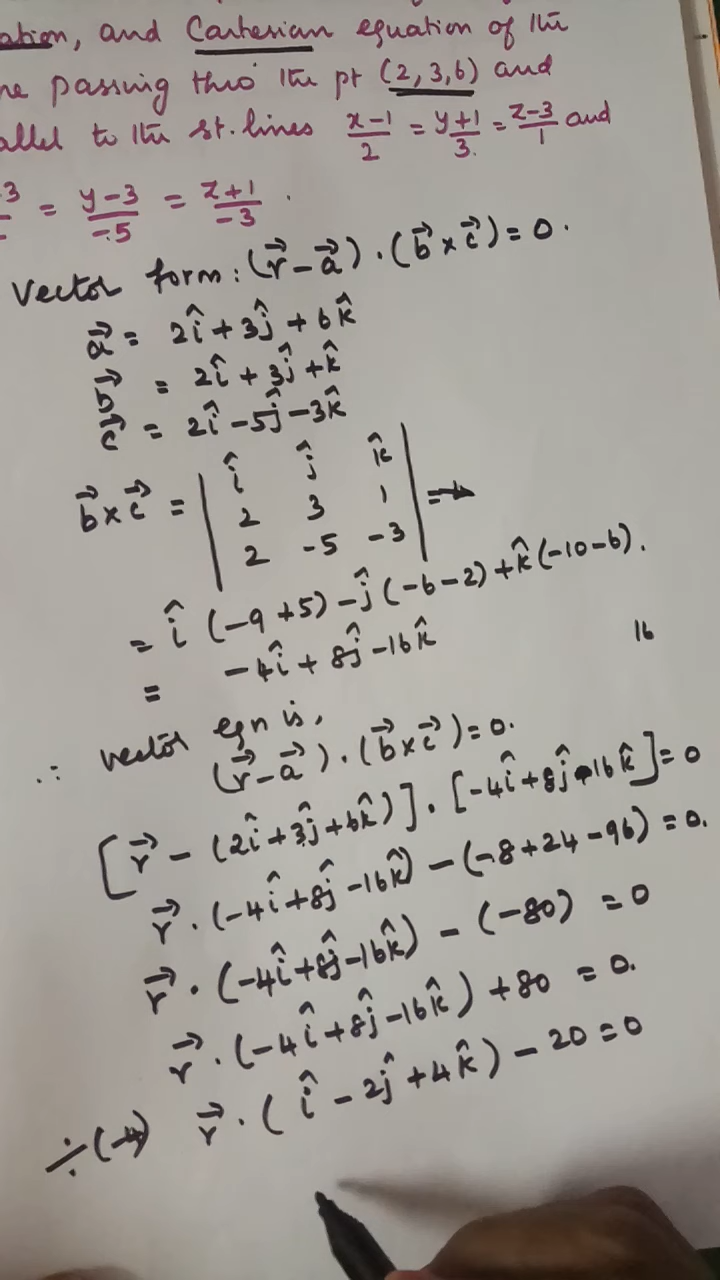 ation, and Cartesian equation of the
ne passing thro' the pt (2, 3, 6) and
allel to the st. lines x-1/2 = y+1/3 = z-3/1 and
-3 = y-3/-5 = z+1/-3 .
Vector form: (r⃗ - a⃗) . (b⃗ × c⃗) = 0.
a⃗ = 2î + 3ĵ + 6k̂
b⃗ = 2î + 3ĵ + k̂
c⃗ = 2î - 5ĵ - 3k̂
b⃗ × c⃗ = | î ĵ k̂ |
2 3 1
2 -5 -3
= î (-9 + 5) - ĵ (-6 - 2) + k̂ (-10 - 6).
= -4î + 8ĵ - 16k̂
16
∴ vector eqn is,
(r⃗ - a⃗) . (b⃗ × c⃗) = 0.
[r⃗ - (2î + 3ĵ + 6k̂)] . [-4î + 8ĵ - 16k̂] = 0
r⃗ . (-4î + 8ĵ - 16k̂) - (-8 + 24 - 96) = 0.
r⃗ . (-4î + 8ĵ - 16k̂) - (-80) = 0
r⃗ . (-4î + 8ĵ - 16k̂) + 80 = 0.
÷(-4) r⃗ . (î - 2ĵ + 4k̂) - 20 = 0